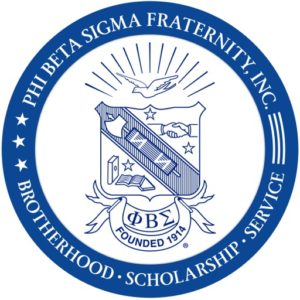 PHI BETA SIGMA FRATERNITY, INC.
ΦΒΣ
FOUNDED 1914
®
BROTHERHOOD · SCHOLARSHIP · SERVICE